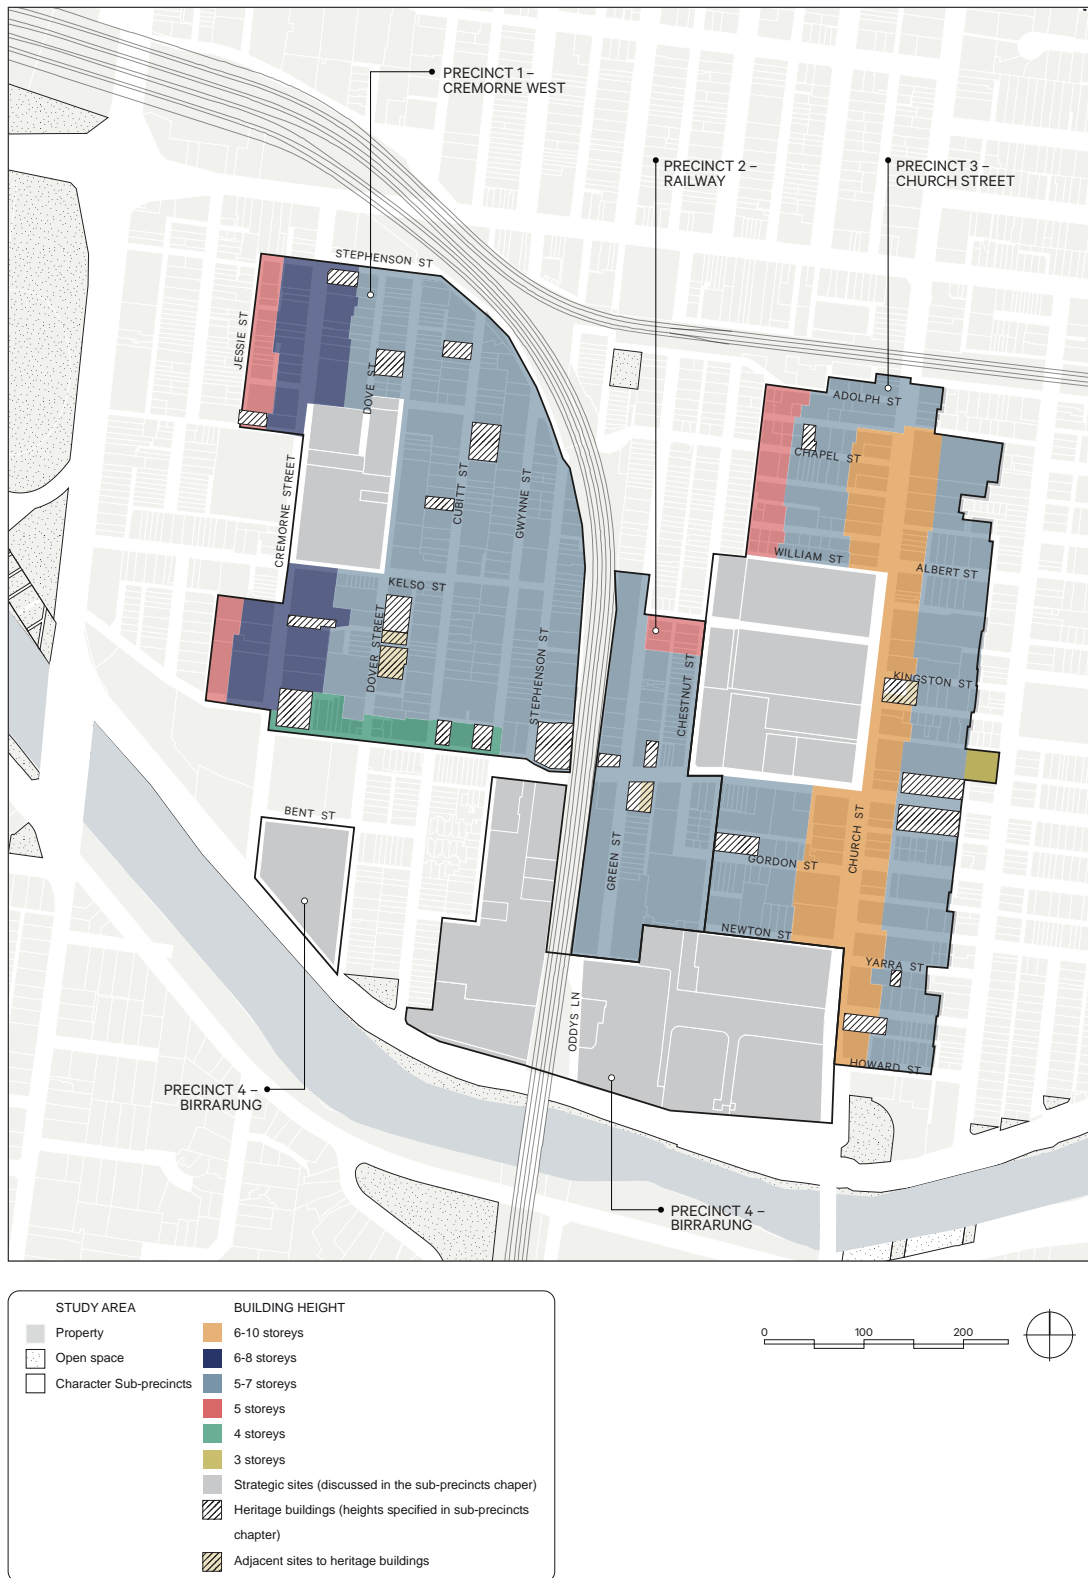 PRECINCT 1 –
CREMORNE WEST
PRECINCT 2 –
RAILWAY
PRECINCT 3 –
CHURCH STREET
STEPHENSON ST
JESSIE ST
DOVE ST
ADOLPH ST
CHAPEL ST
CREMORNE STREET
CUBITT ST
GWYNNE ST
WILLIAM ST
ALBERT ST
KELSO ST
DOVER STREET
STEPHENSON ST
CHESTNUT ST
KINGSTON ST
BENT ST
GREEN ST
GORDON ST
CHURCH ST
NEWTON ST
YARRA ST
ODDYS LN
HOWARD ST
PRECINCT 4 –
BIRRARUNG
PRECINCT 4 –
BIRRARUNG
STUDY AREA
Property
Open space
Character Sub-precincts
BUILDING HEIGHT
6-10 storeys
6-8 storeys
5-7 storeys
5 storeys
4 storeys
3 storeys
Strategic sites (discussed in the sub-precincts chaper)
Heritage buildings (heights specified in sub-precincts
chapter)
Adjacent sites to heritage buildings
0 100 200